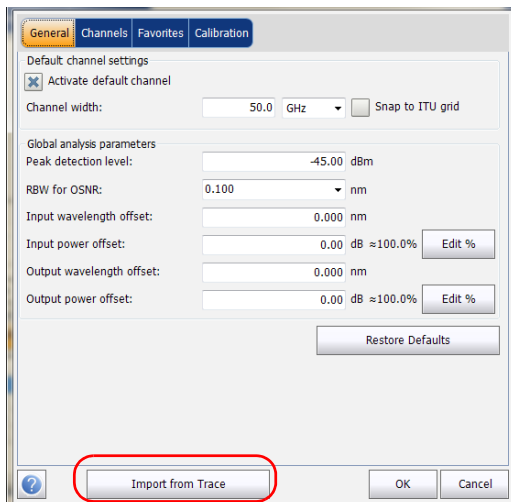 General Channels Favorites Calibration
Default channel settings
Activate default channel
Channel width: 50.0 GHz Snap to ITU grid
Global analysis parameters
Peak detection level: -45.00 dBm
RBW for OSNR: 0.100 nm
Input wavelength offset: 0.000 nm
Input power offset: 0.00 dB ≈100.0% Edit %
Output wavelength offset: 0.000 nm
Output power offset: 0.00 dB ≈100.0% Edit %
Restore Defaults
? Import from Trace OK Cancel